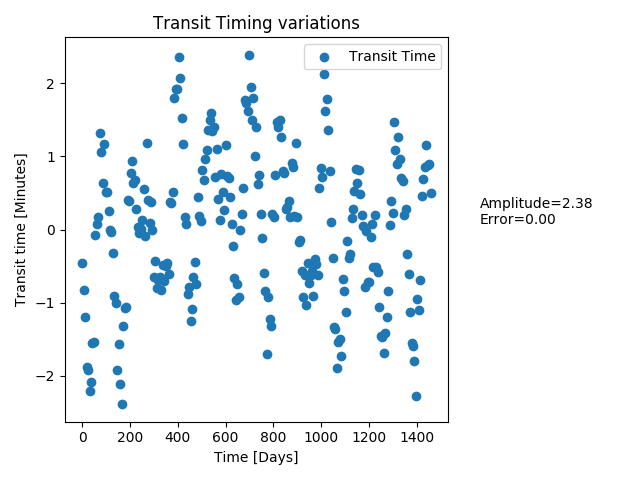 Transit Timing variations
Transit Time
Transit time [Minutes]
2
1
0
−1
−2
Amplitude=2.38
Error=0.00
0 200 400 600 800 1000 1200 1400
Time [Days]